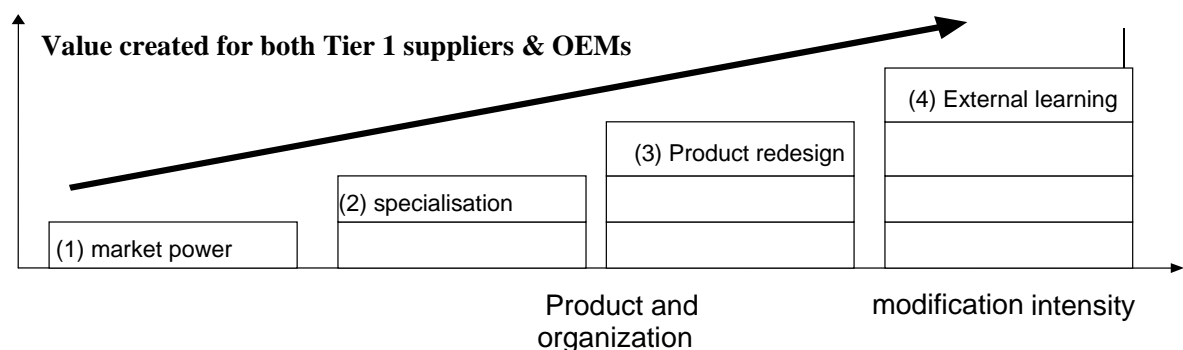 Value created for both Tier 1 suppliers & OEMs
(4) External learning
(3) Product redesign
(2) specialisation
(1) market power
Product and
organization
modification intensity